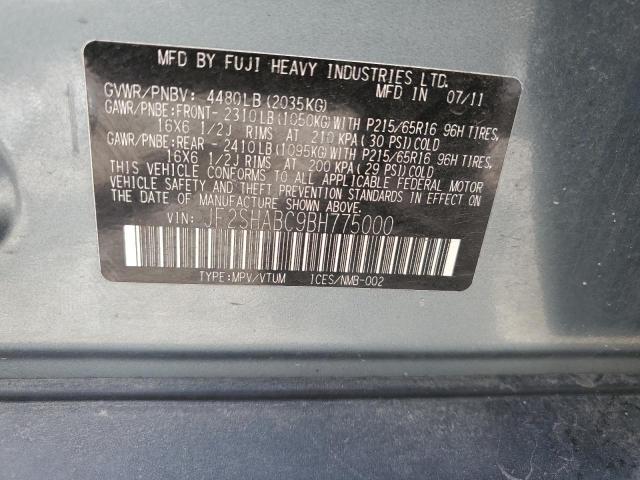 MFD BY FUJI HEAVY INDUSTRIES LTD.
MFD IN 07/11
GVWR/PNBV: 4480LB(2035KG)
GAWR/PNBE:FRONT- 2310LB(1050KG)WITH P215/65R16 96H TIRES,
16X6 1/2J RIMS AT 210 KPA(30 PSI)COLD
GAWR/PNBE:REAR - 2410LB(1095KG)WITH P215/65R16 96H TIRES,
16X6 1/2J RIMS AT 200 KPA(29 PSI)COLD
THIS VEHICLE CONFORMS TO ALL APPLICABLE FEDERAL MOTOR
VEHICLE SAFETY AND BUMPER STANDARDS IN EFFECT ON
DATE OF MANUFACTURE SHOWN ABOVE.
VIN: JF2SHABC9BH775000
TYPE:MPV/VTUM ICES/NMB-002